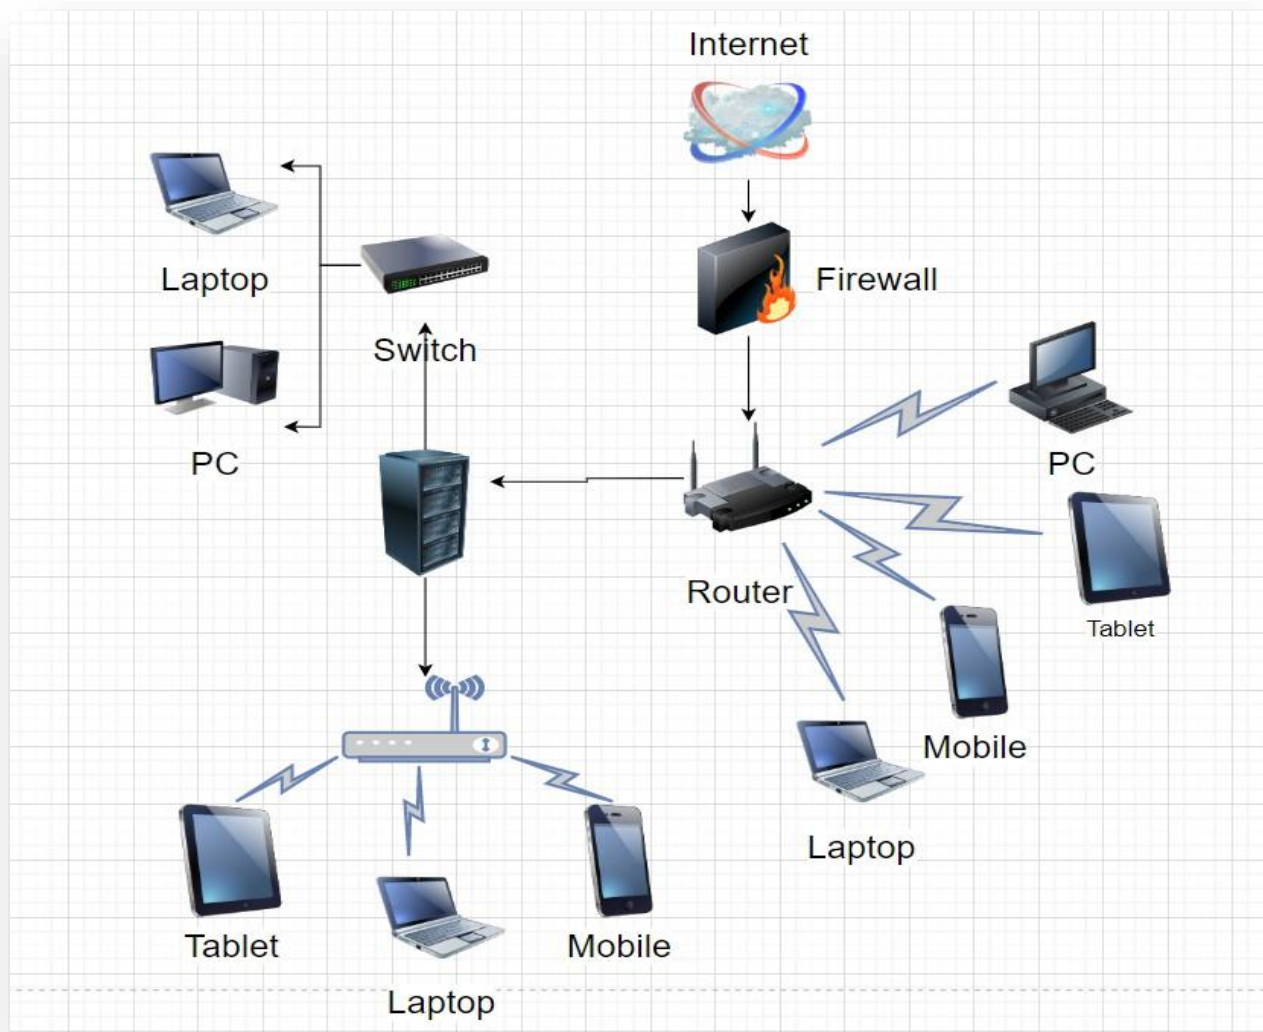 Internet
Laptop
Firewall
Switch
PC
PC
Router
Tablet
Mobile
Laptop
Tablet
Mobile
Laptop